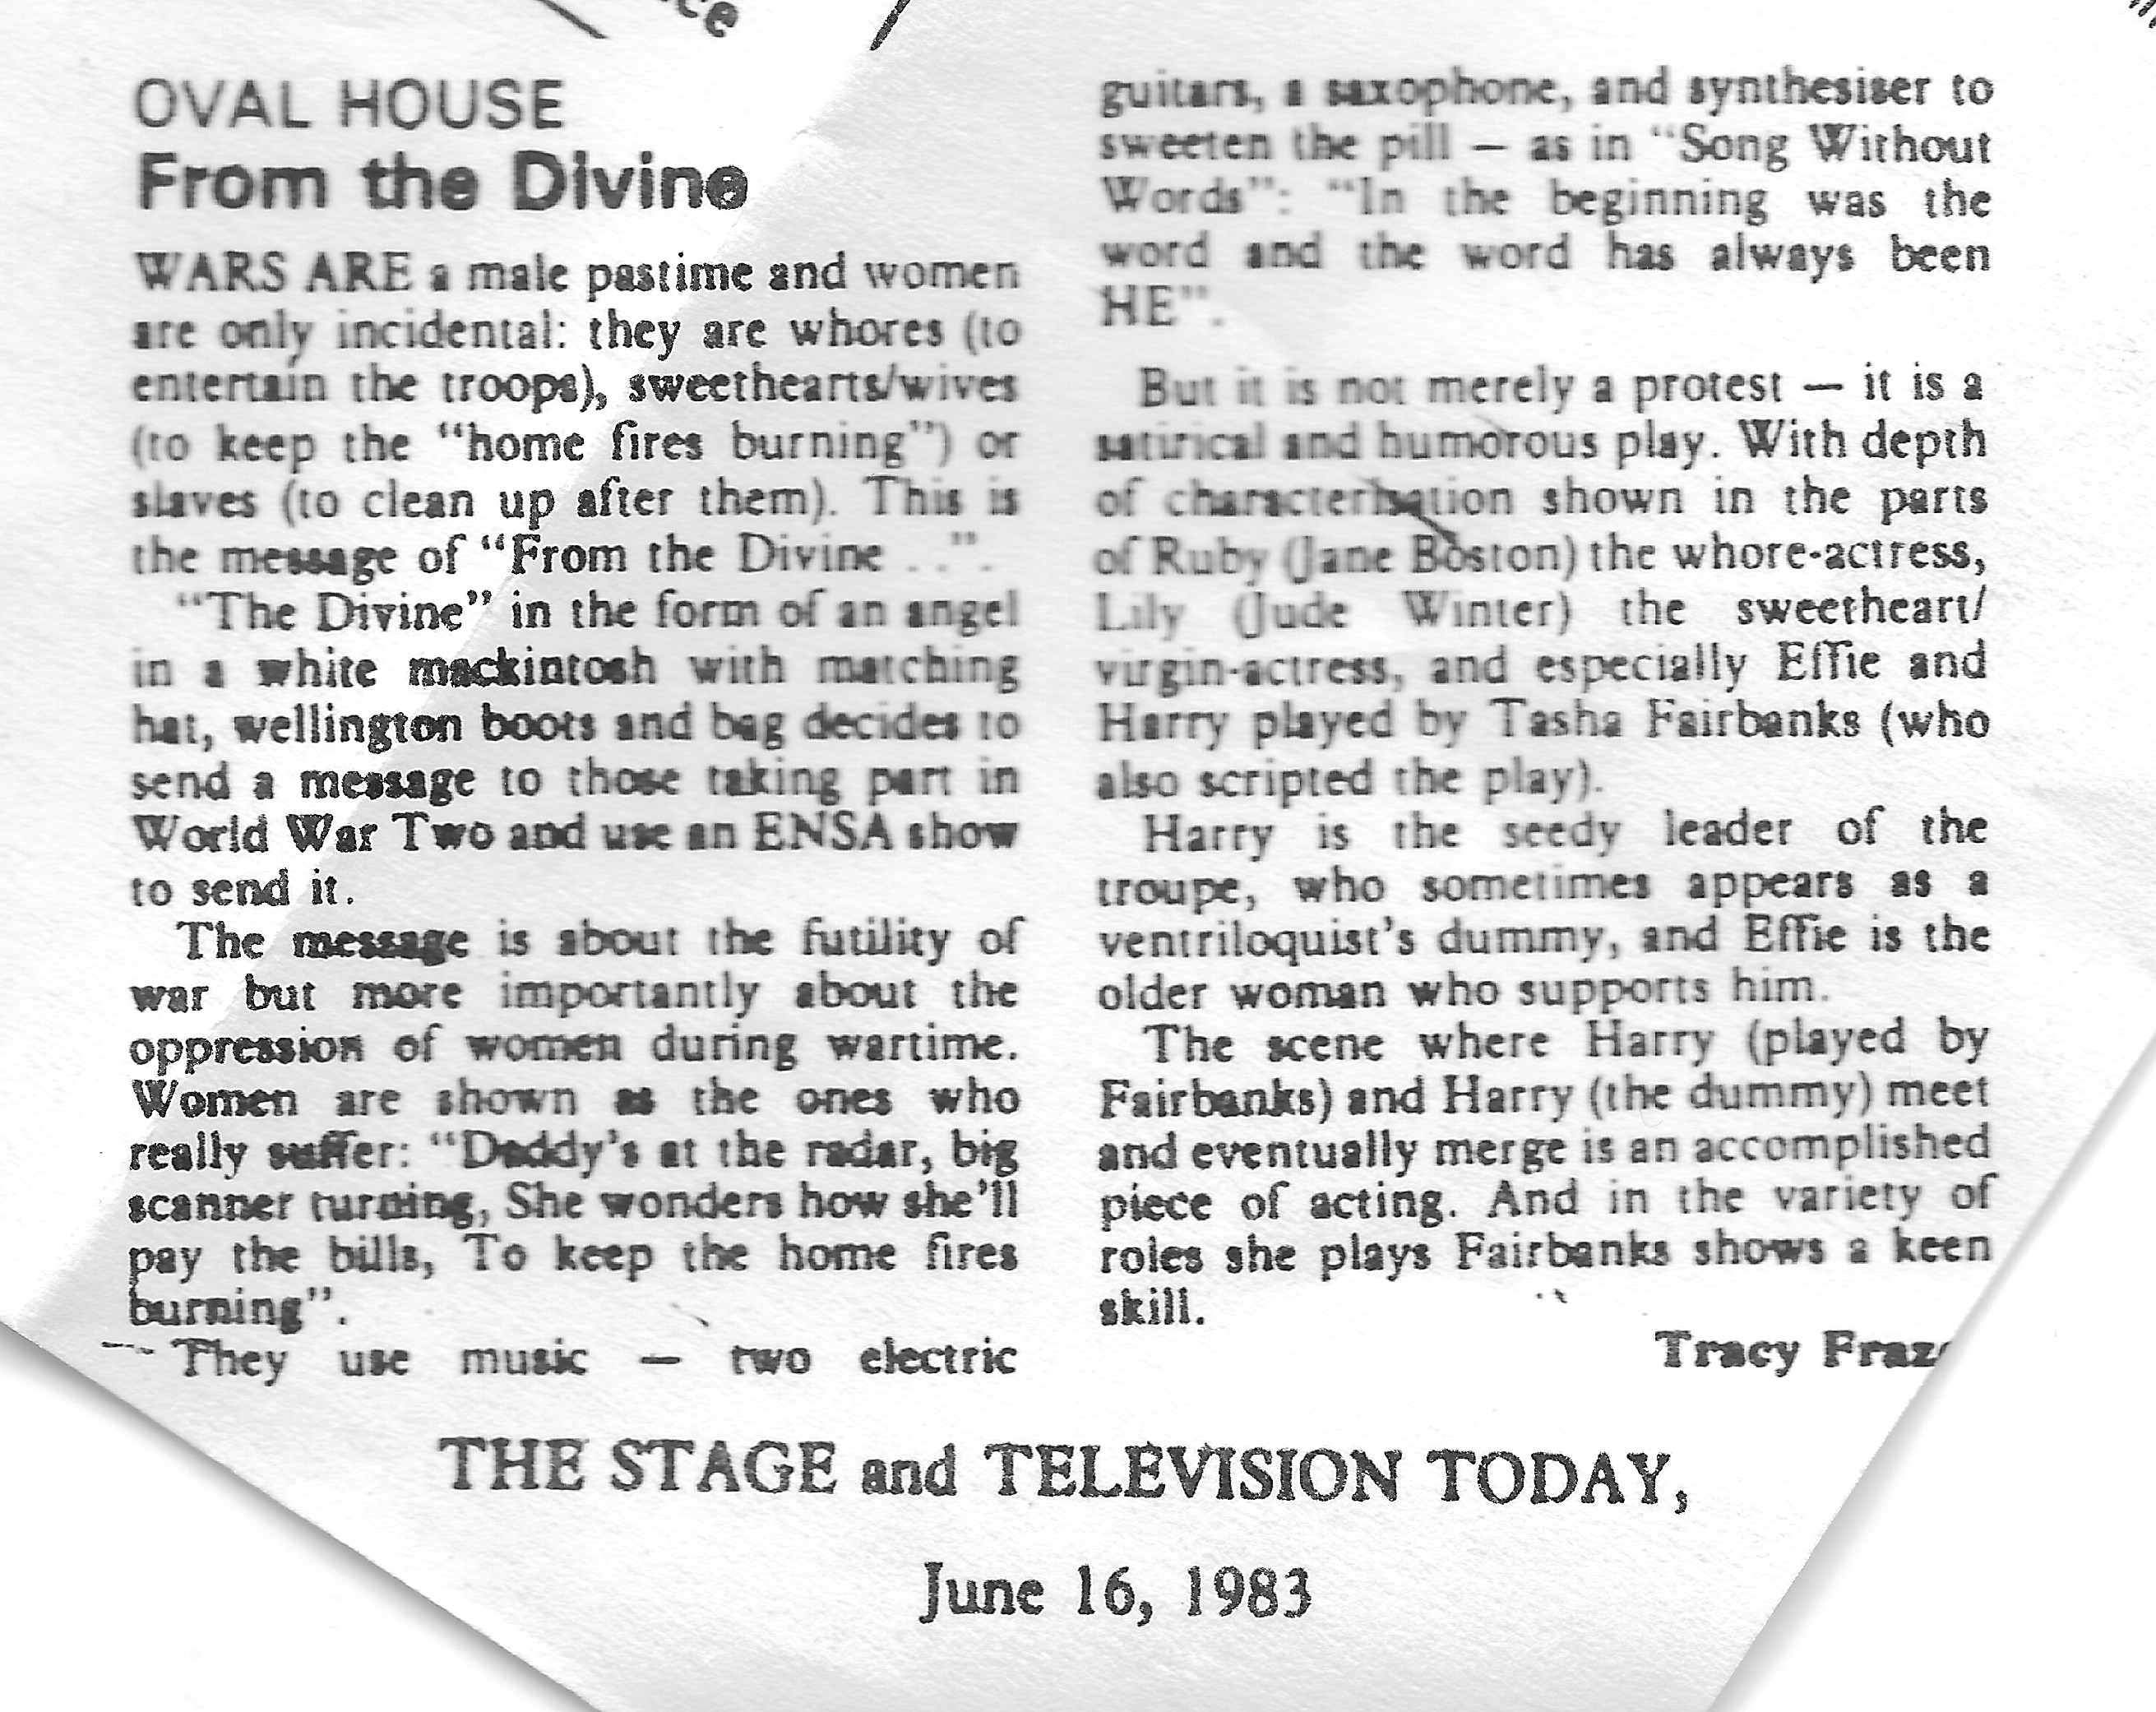 OVAL HOUSE
From the Divine
WARS ARE a male pastime and women
are only incidental: they are whores (to
entertain the troops), sweethearts/wives
(to keep the “home fires burning”) or
slaves (to clean up after them). This is
the message of “From the Divine . .”.
“The Divine” in the form of an angel
in a white mackintosh with matching
hat, wellington boots and bag decides to
send a message to those taking part in
World War Two and use an ENSA show
to send it.
The message is about the futility of
war but more importantly about the
oppression of women during wartime.
Women are shown as the ones who
really suffer: “Daddy’s at the radar, big
scanner turning, She wonders how she’ll
pay the bills, To keep the home fires
burning”.
They use music — two electric
guitars, a saxophone, and synthesiser to
sweeten the pill — as in “Song Without
Words”: “In the beginning was the
word and the word has always been
HE”.
But it is not merely a protest — it is a
satirical and humorous play. With depth
of characterisation shown in the parts
of Ruby (Jane Boston) the whore-actress,
Lily (Jude Winter) the sweetheart/
virgin-actress, and especially Effie and
Harry played by Tasha Fairbanks (who
also scripted the play).
Harry is the seedy leader of the
troupe, who sometimes appears as a
ventriloquist’s dummy, and Effie is the
older woman who supports him.
The scene where Harry (played by
Fairbanks) and Harry (the dummy) meet
and eventually merge is an accomplished
piece of acting. And in the variety of
roles she plays Fairbanks shows a keen
skill.
Tracy
THE STAGE and TELEVISION TODAY,
June 16, 1983